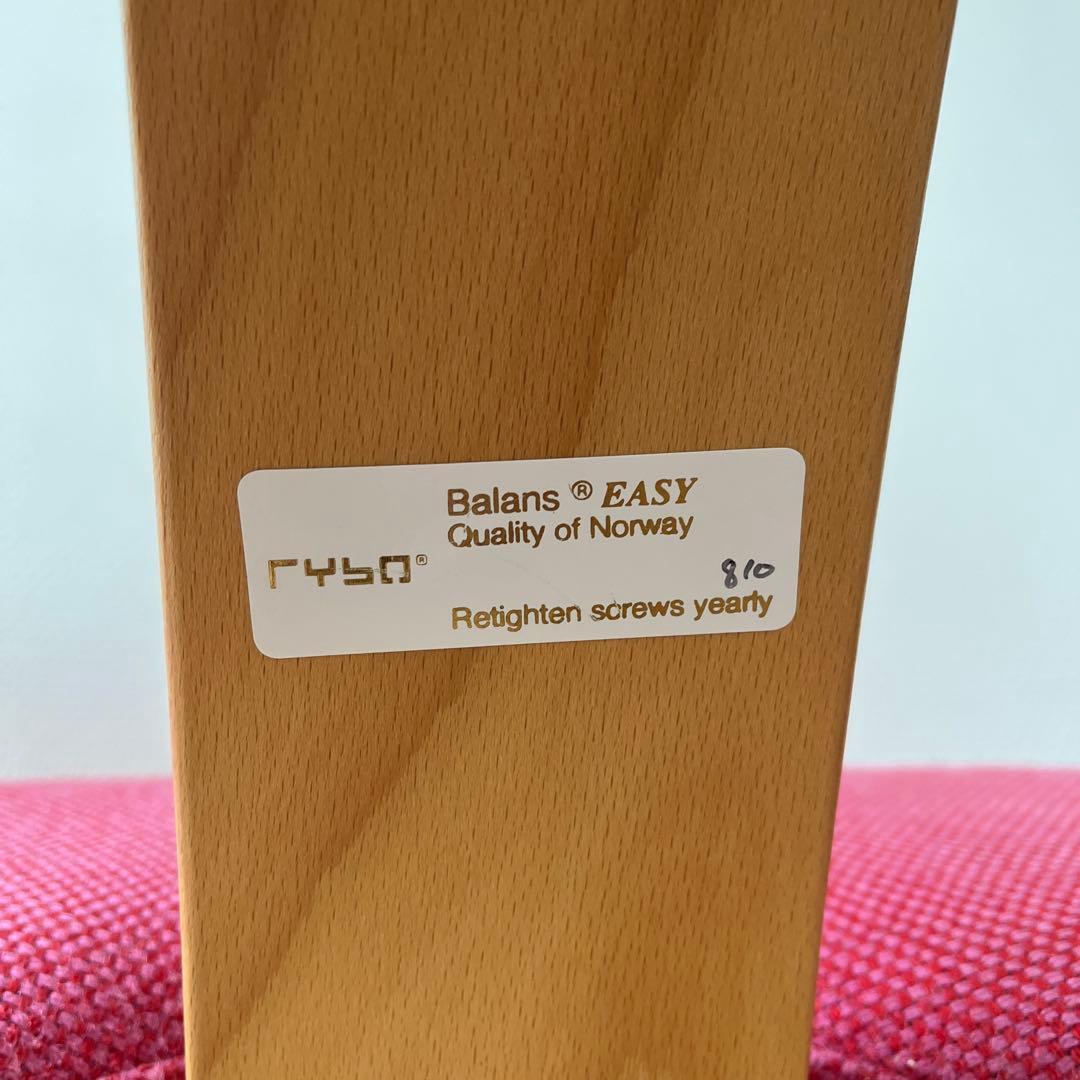 Balans ® EASY
Quality of Norway
rybo®
810
Retighten screws yearly